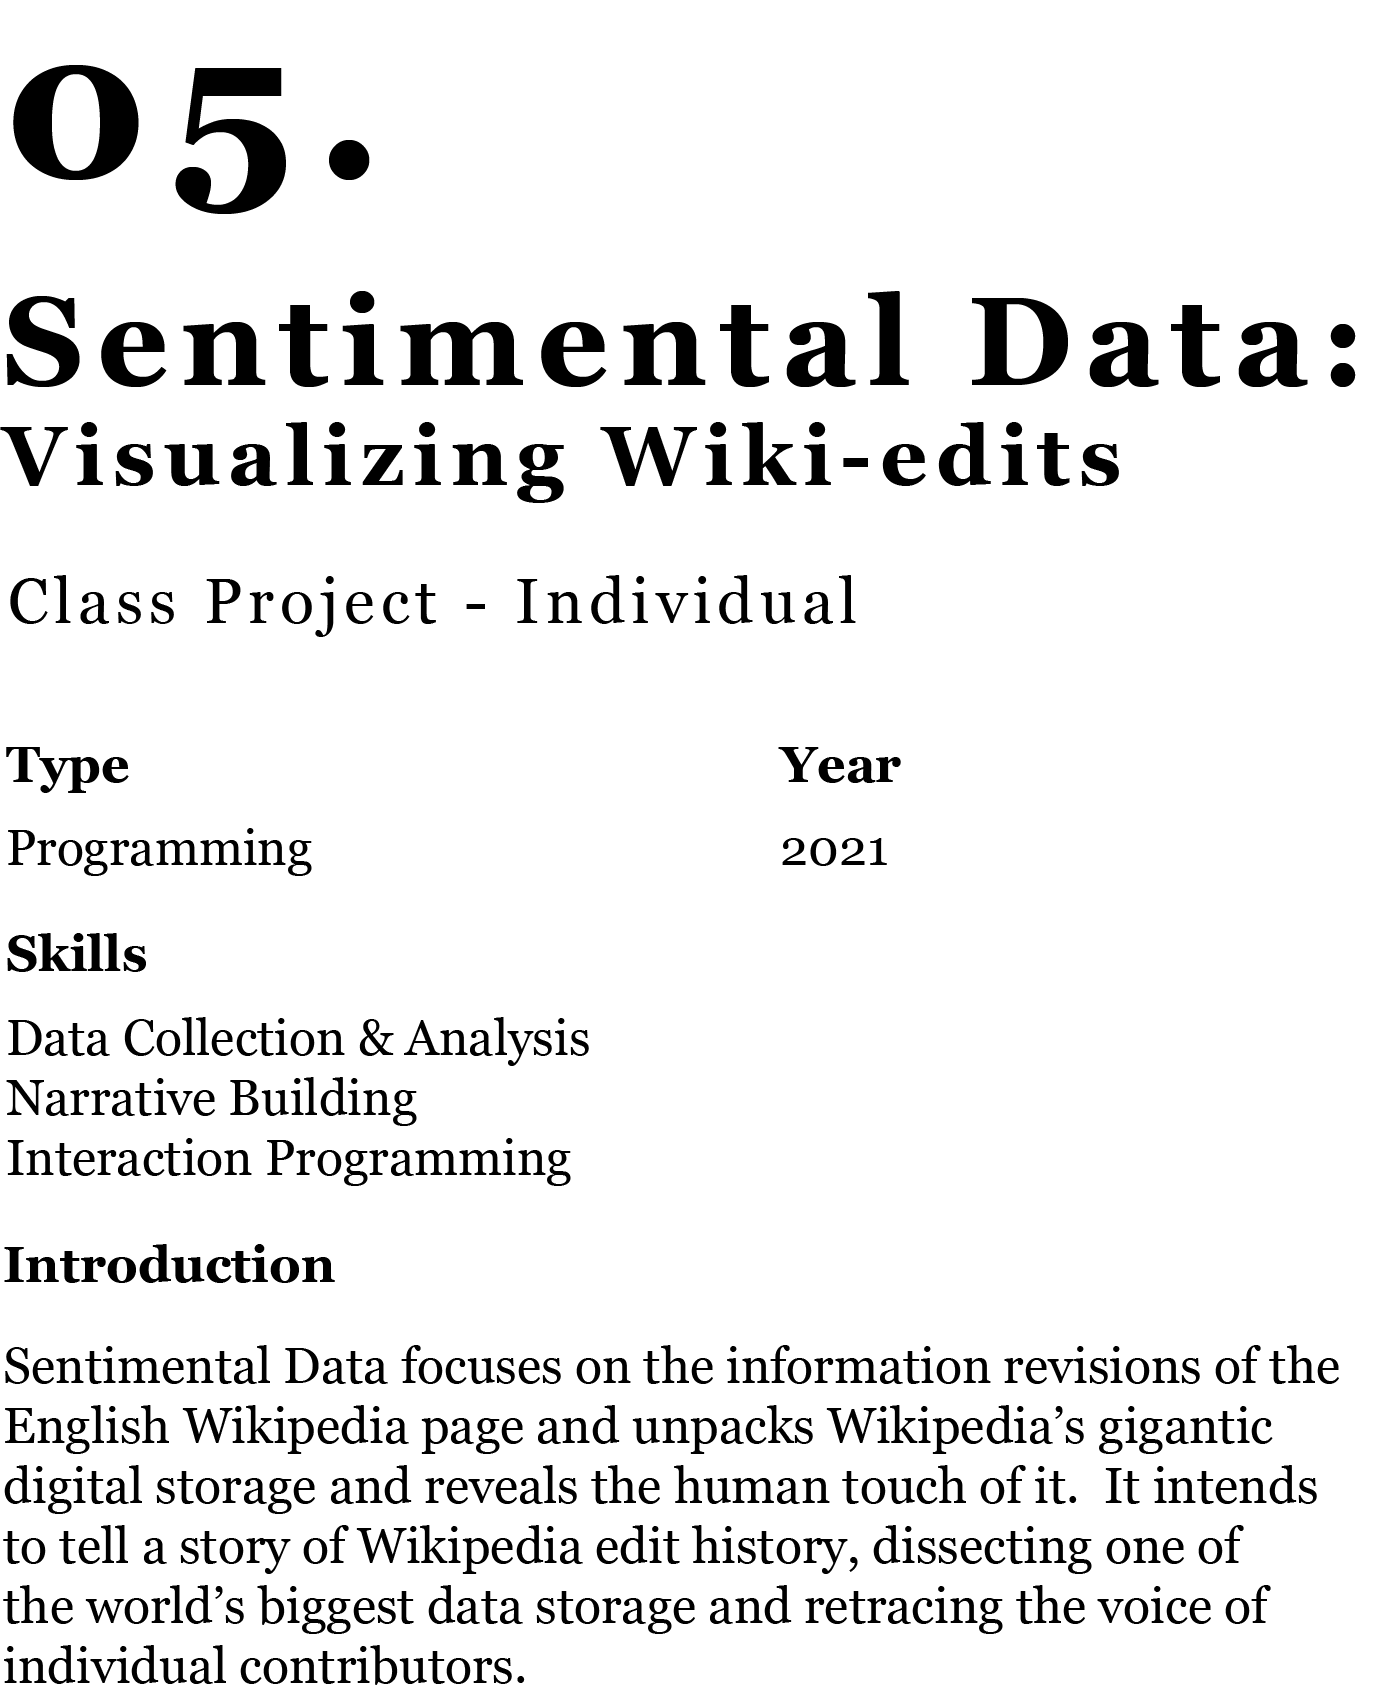 05.
Sentimental Data:
Visualizing Wiki-edits
Class Project - Individual
Type
Year
Programming
2021
Skills
Data Collection & Analysis
Narrative Building
Interaction Programming
Introduction
Sentimental Data focuses on the information revisions of the
English Wikipedia page and unpacks Wikipedia’s gigantic
digital storage and reveals the human touch of it.  It intends
to tell a story of Wikipedia edit history, dissecting one of
the world’s biggest data storage and retracing the voice of
individual contributors.